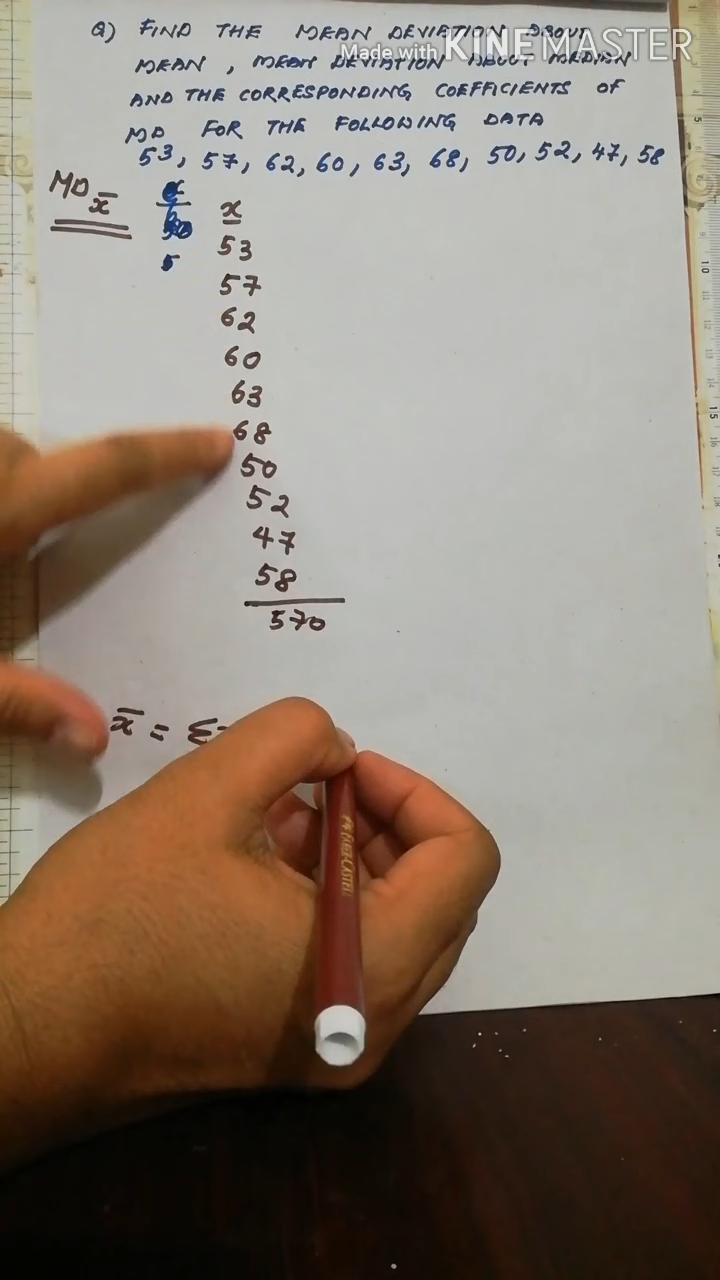 Q) FIND THE MEAN DEVIATION ABOUT
Made with KINEMASTER
MEAN, MEAN DEVIATION ABOUT MEDIAN
AND THE CORRESPONDING COEFFICIENTS OF
MD FOR THE FOLLOWING DATA
53, 57, 62, 60, 63, 68, 50, 52, 47, 58
MD x̄
x
53
57
62
60
63
68
50
52
47
58
570
x̄ = Σ